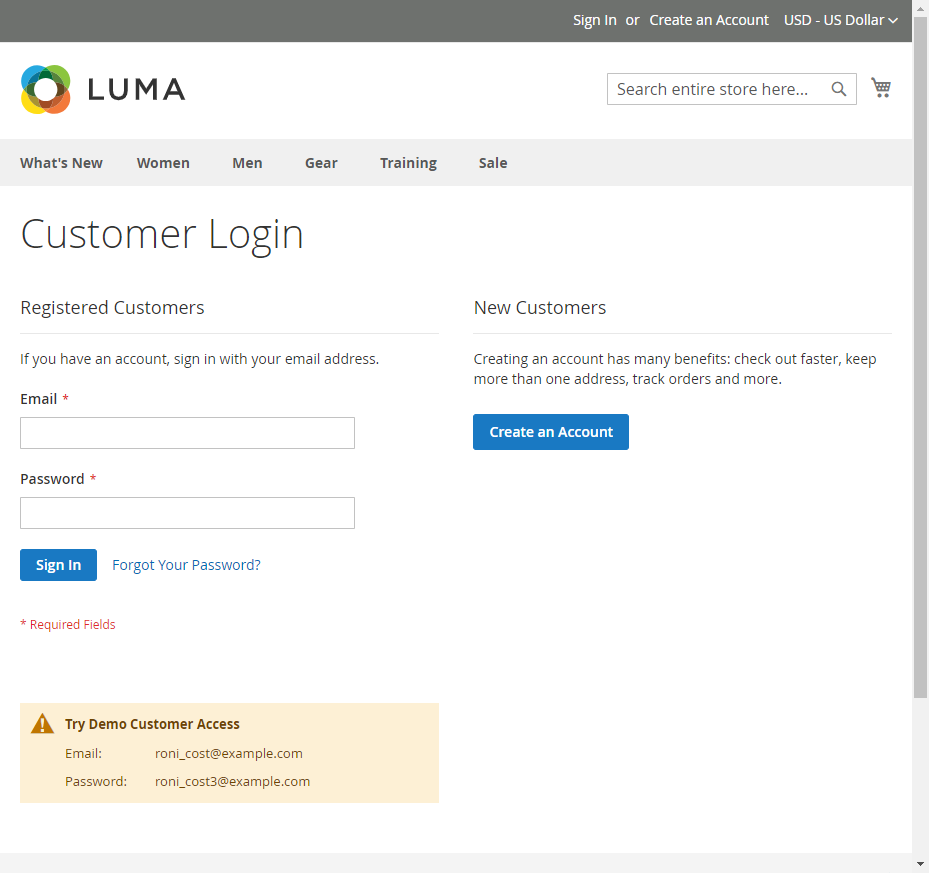 Sign In or Create an Account USD - US Dollar
LUMA
Search entire store here...
What's New Women Men Gear Training Sale
Customer Login
Registered Customers
If you have an account, sign in with your email address.
Email *
Password *
Sign In Forgot Your Password?
* Required Fields
New Customers
Creating an account has many benefits: check out faster, keep
more than one address, track orders and more.
Create an Account
Try Demo Customer Access
Email: roni_cost@example.com
Password: roni_cost3@example.com